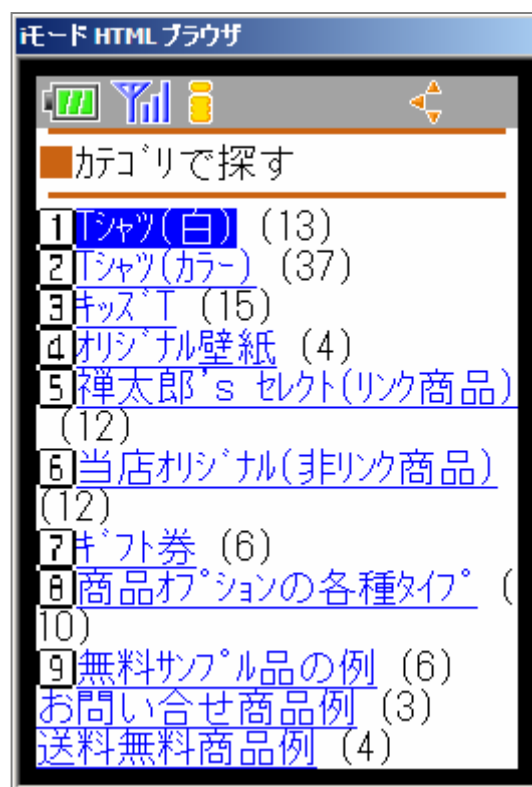 iモード HTML ブラウザ
■ｶﾃｺﾞﾘで探す
1Tｼｬﾂ(白) (13)
2Tｼｬﾂ(ｶﾗｰ) (37)
3ｷｯｽﾞT (15)
4ｵﾘｼﾞﾅﾙ壁紙 (4)
5禅太郎's ｾﾚｸﾄ(ﾘﾝｸ商品)
(12)
6当店ｵﾘｼﾞﾅﾙ(非ﾘﾝｸ商品)
(12)
7ｷﾞﾌﾄ券 (6)
8商品ｵﾌﾟｼｮﾝの各種ﾀｲﾌﾟ (
10)
9無料ｻﾝﾌﾟﾙ品の例 (6)
お問い合せ商品例 (3)
送料無料商品例 (4)